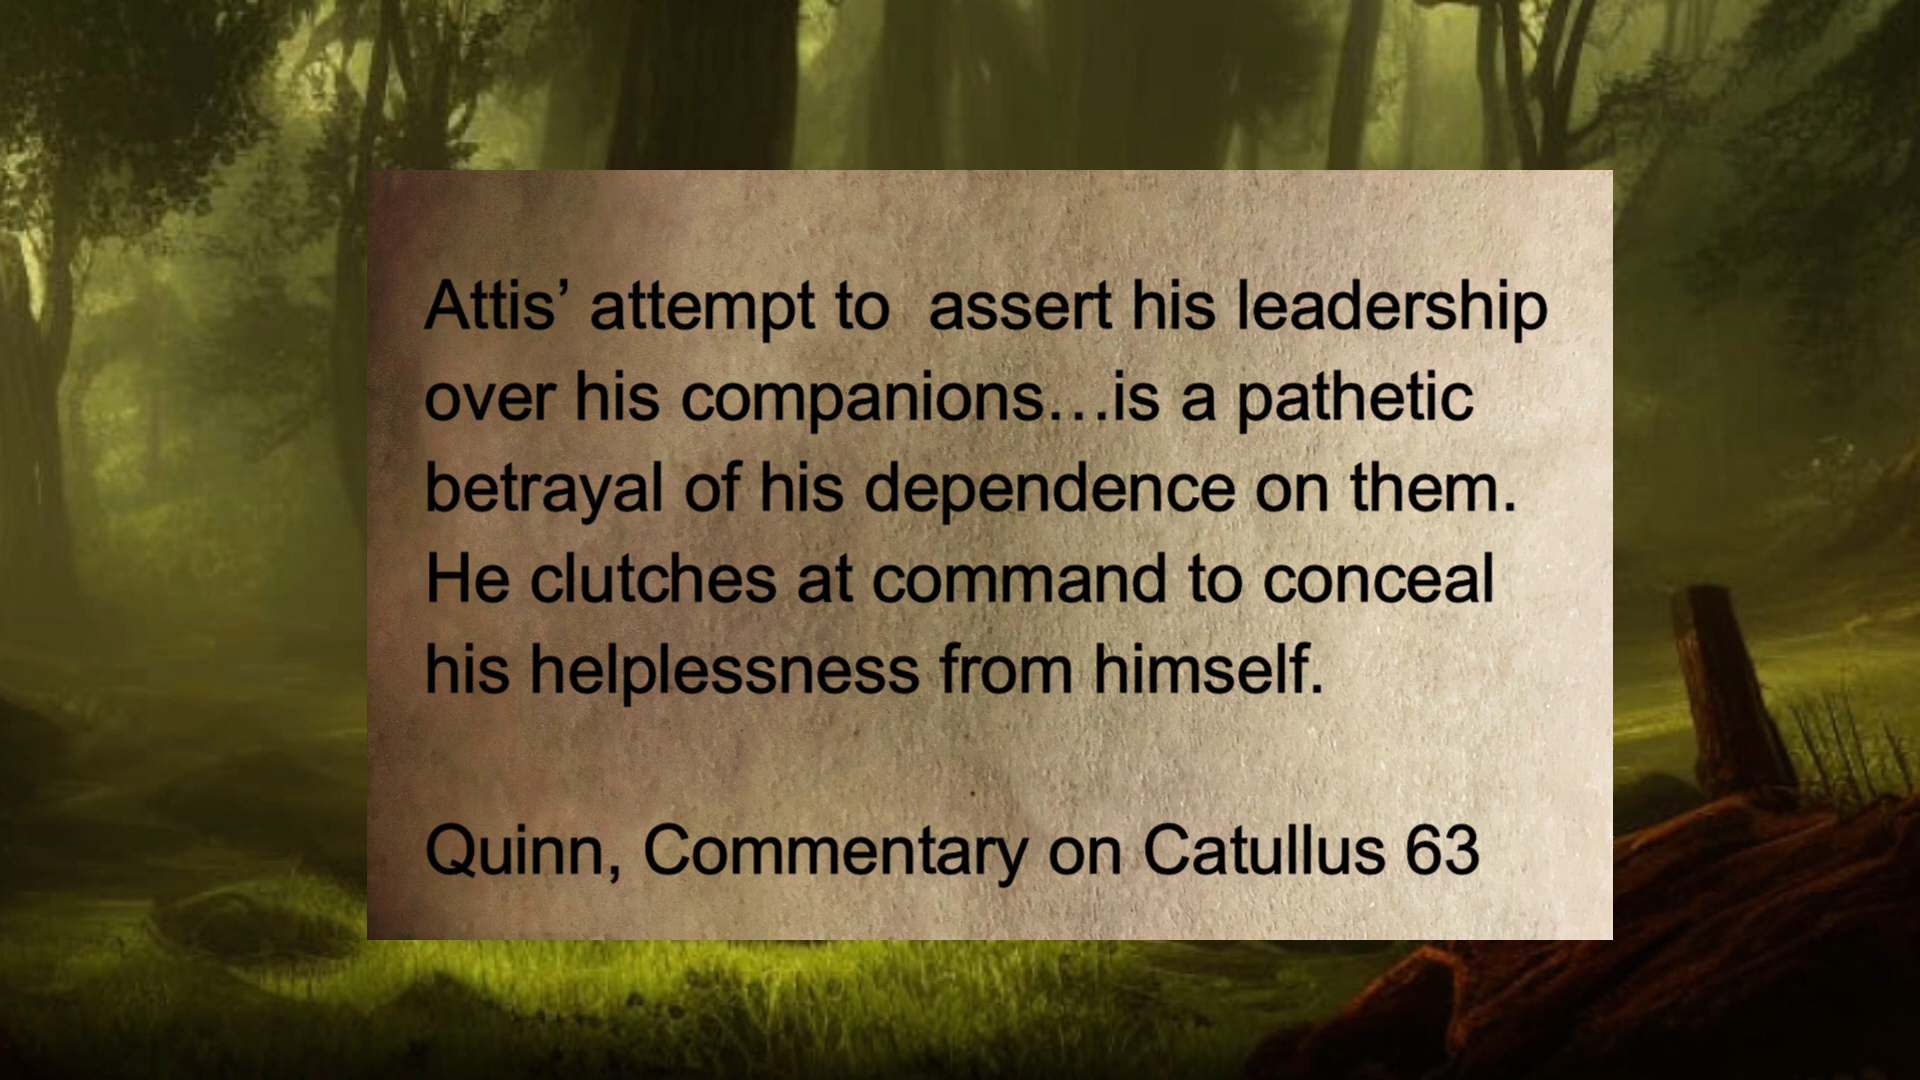 Attis’ attempt to  assert his leadership
over his companions…is a pathetic
betrayal of his dependence on them.
He clutches at command to conceal
his helplessness from himself.
Quinn, Commentary on Catullus 63